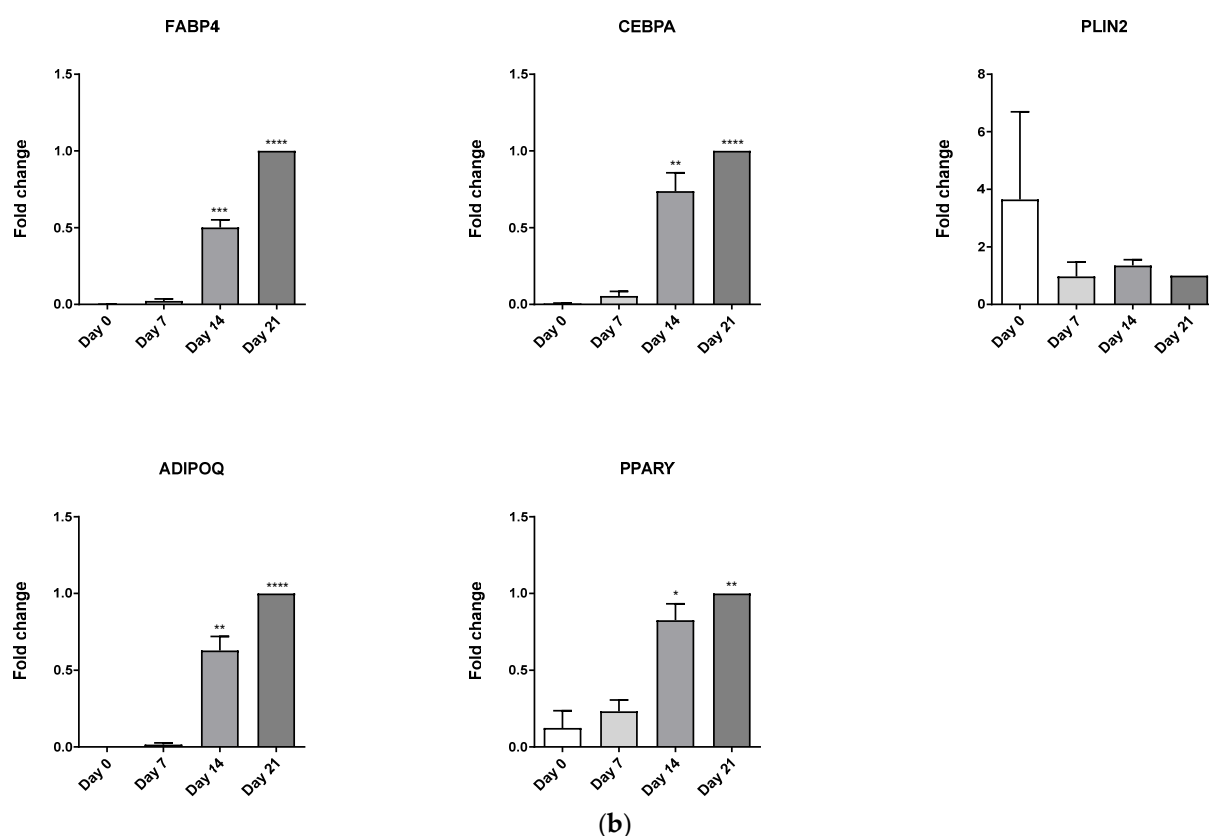 FABP4
Fold change
1.5
1.0
0.5
0.0
***
****
Day 0
Day 7
Day 14
Day 21
CEBPA
Fold change
1.5
1.0
0.5
0.0
**
****
Day 0
Day 7
Day 14
Day 21
PLIN2
Fold change
8
6
4
2
0
Day 0
Day 7
Day 14
Day 21
ADIPOQ
Fold change
1.5
1.0
0.5
0.0
**
****
Day 0
Day 7
Day 14
Day 21
PPARY
Fold change
1.5
1.0
0.5
0.0
*
**
Day 0
Day 7
Day 14
Day 21
(b)